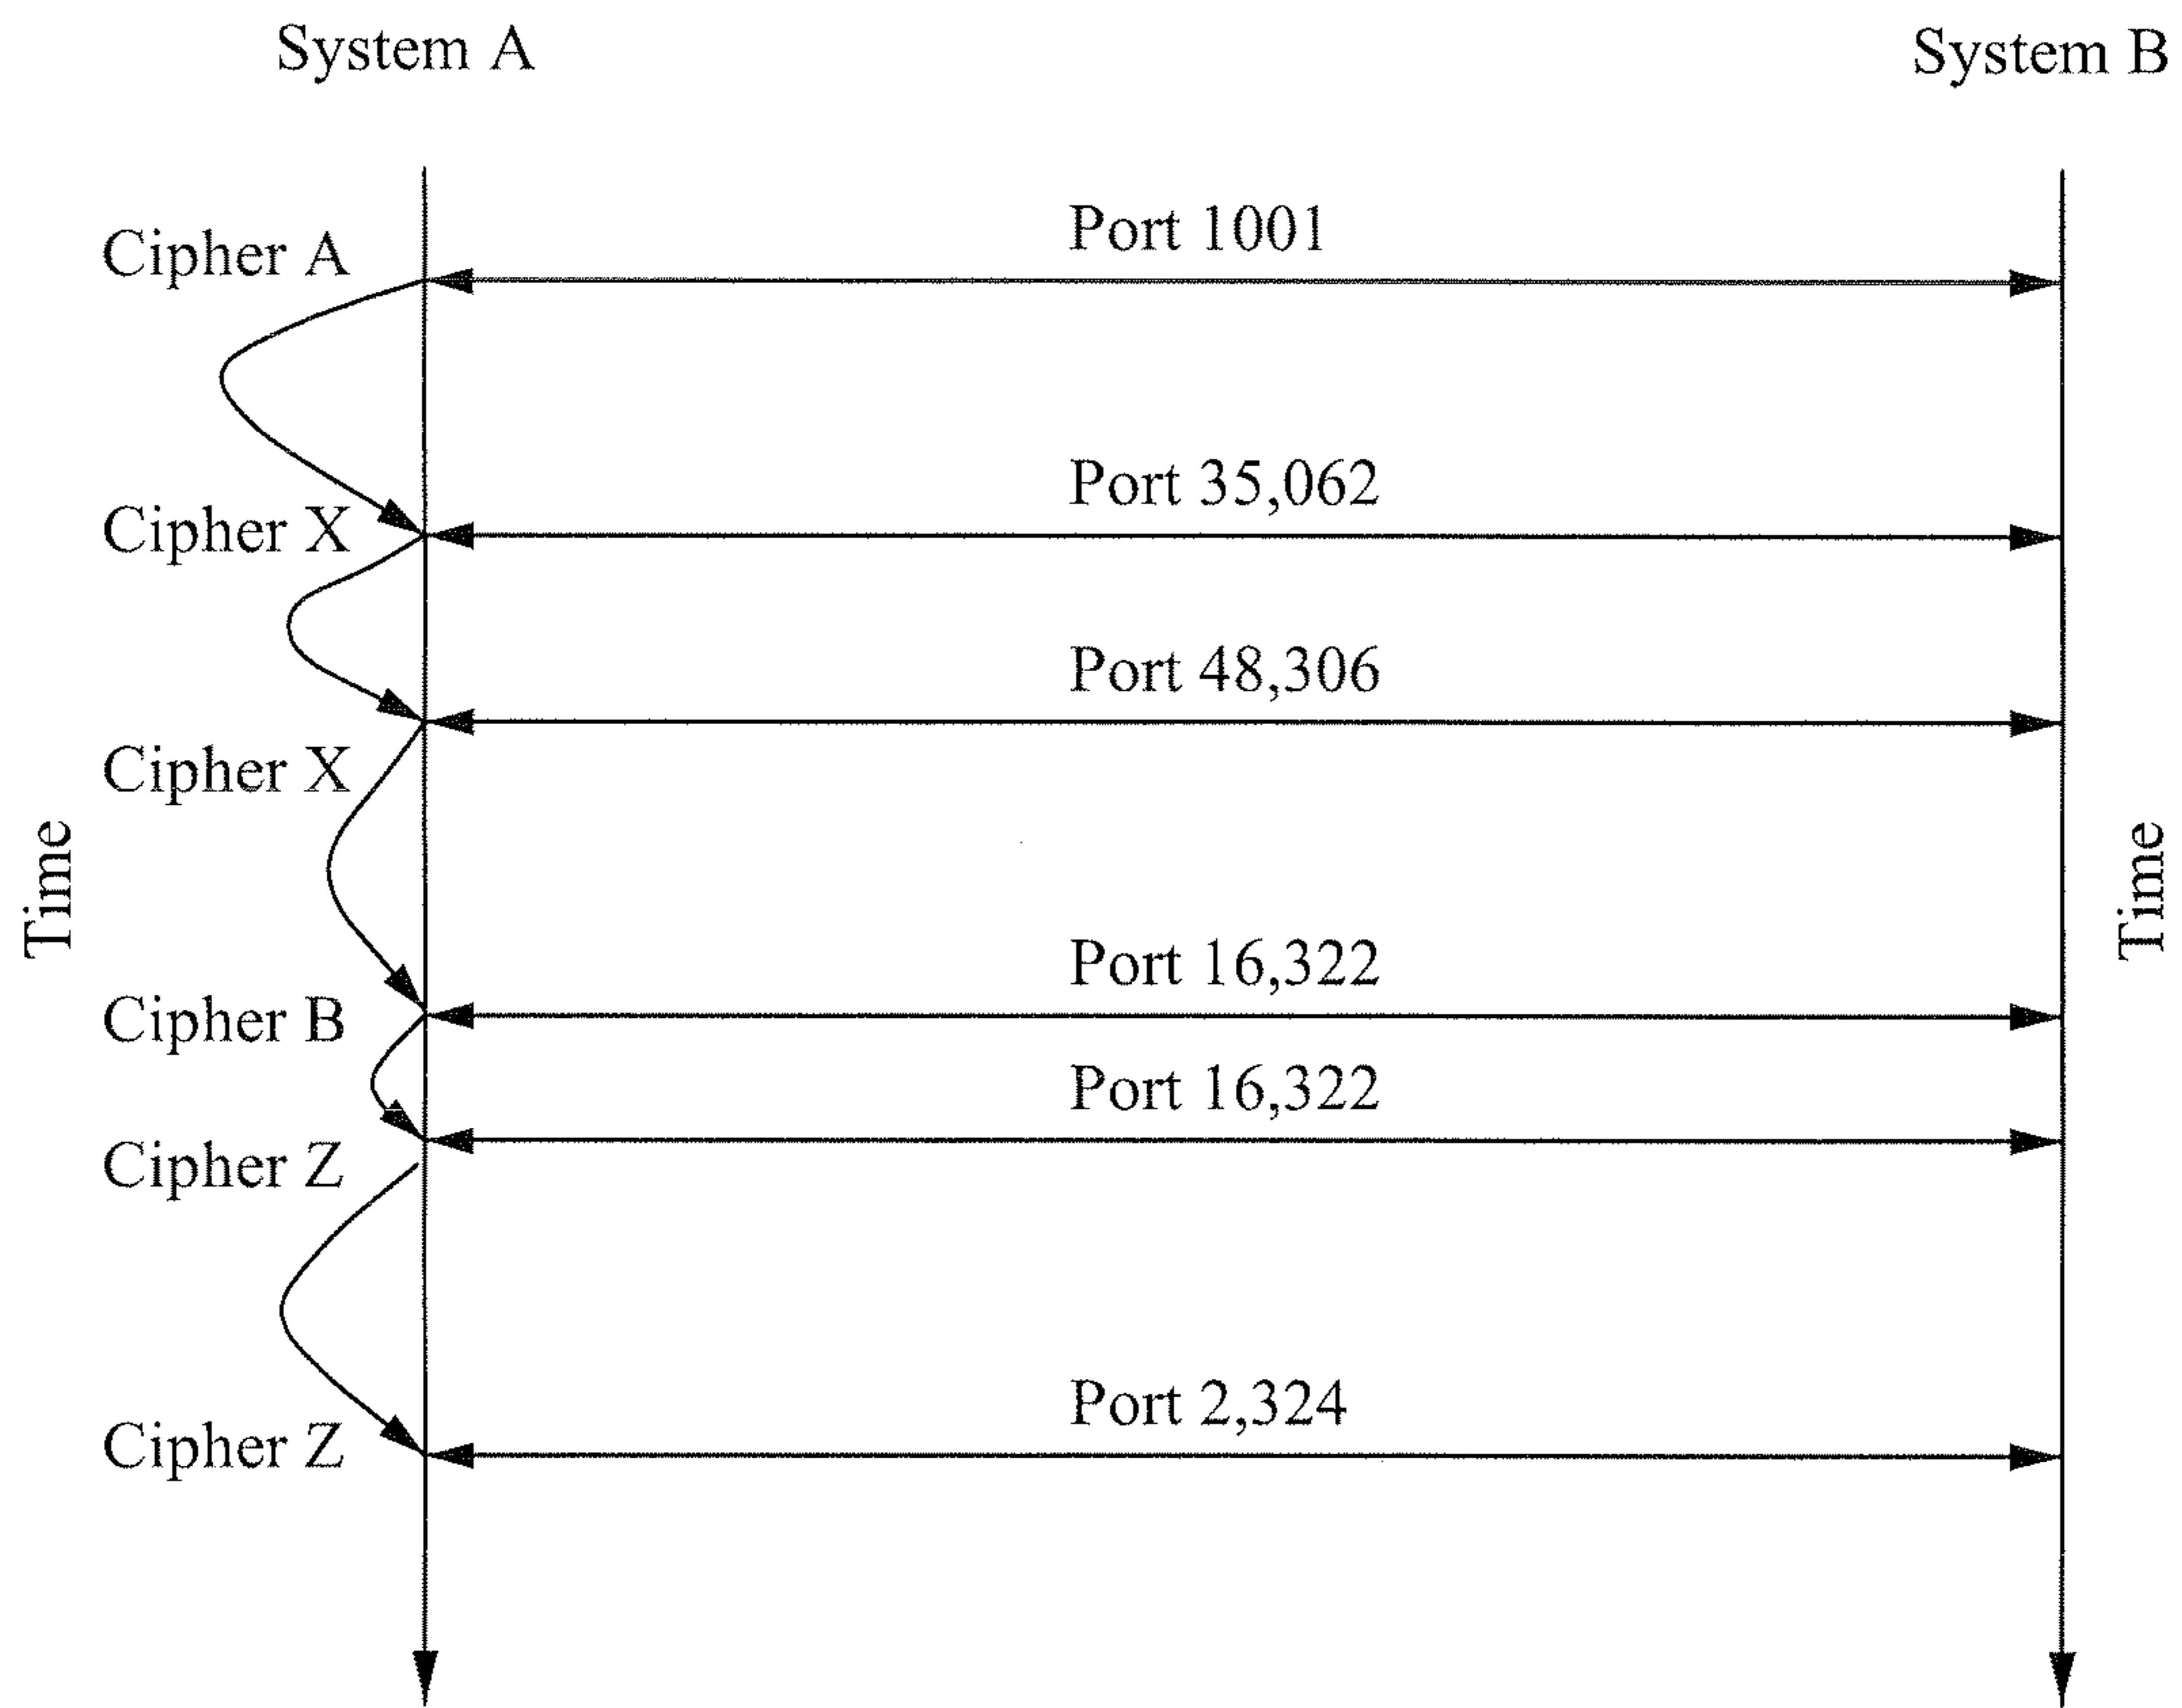 System A
System B
Port 1001
Cipher A
Port 35,062
Cipher X
Port 48,306
Cipher X
Time
Time
Port 16,322
Cipher B
Port 16,322
Cipher Z
Port 2,324
Cipher Z